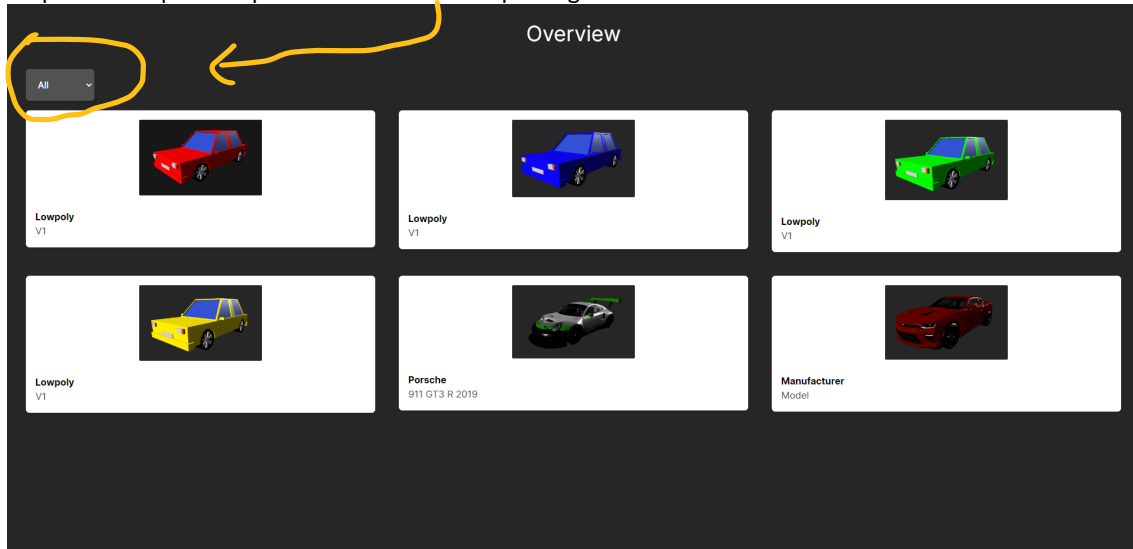 Overview
All
Lowpoly
V1
Lowpoly
V1
Lowpoly
V1
Lowpoly
V1
Porsche
911 GT3 R 2019
Manufacturer
Model